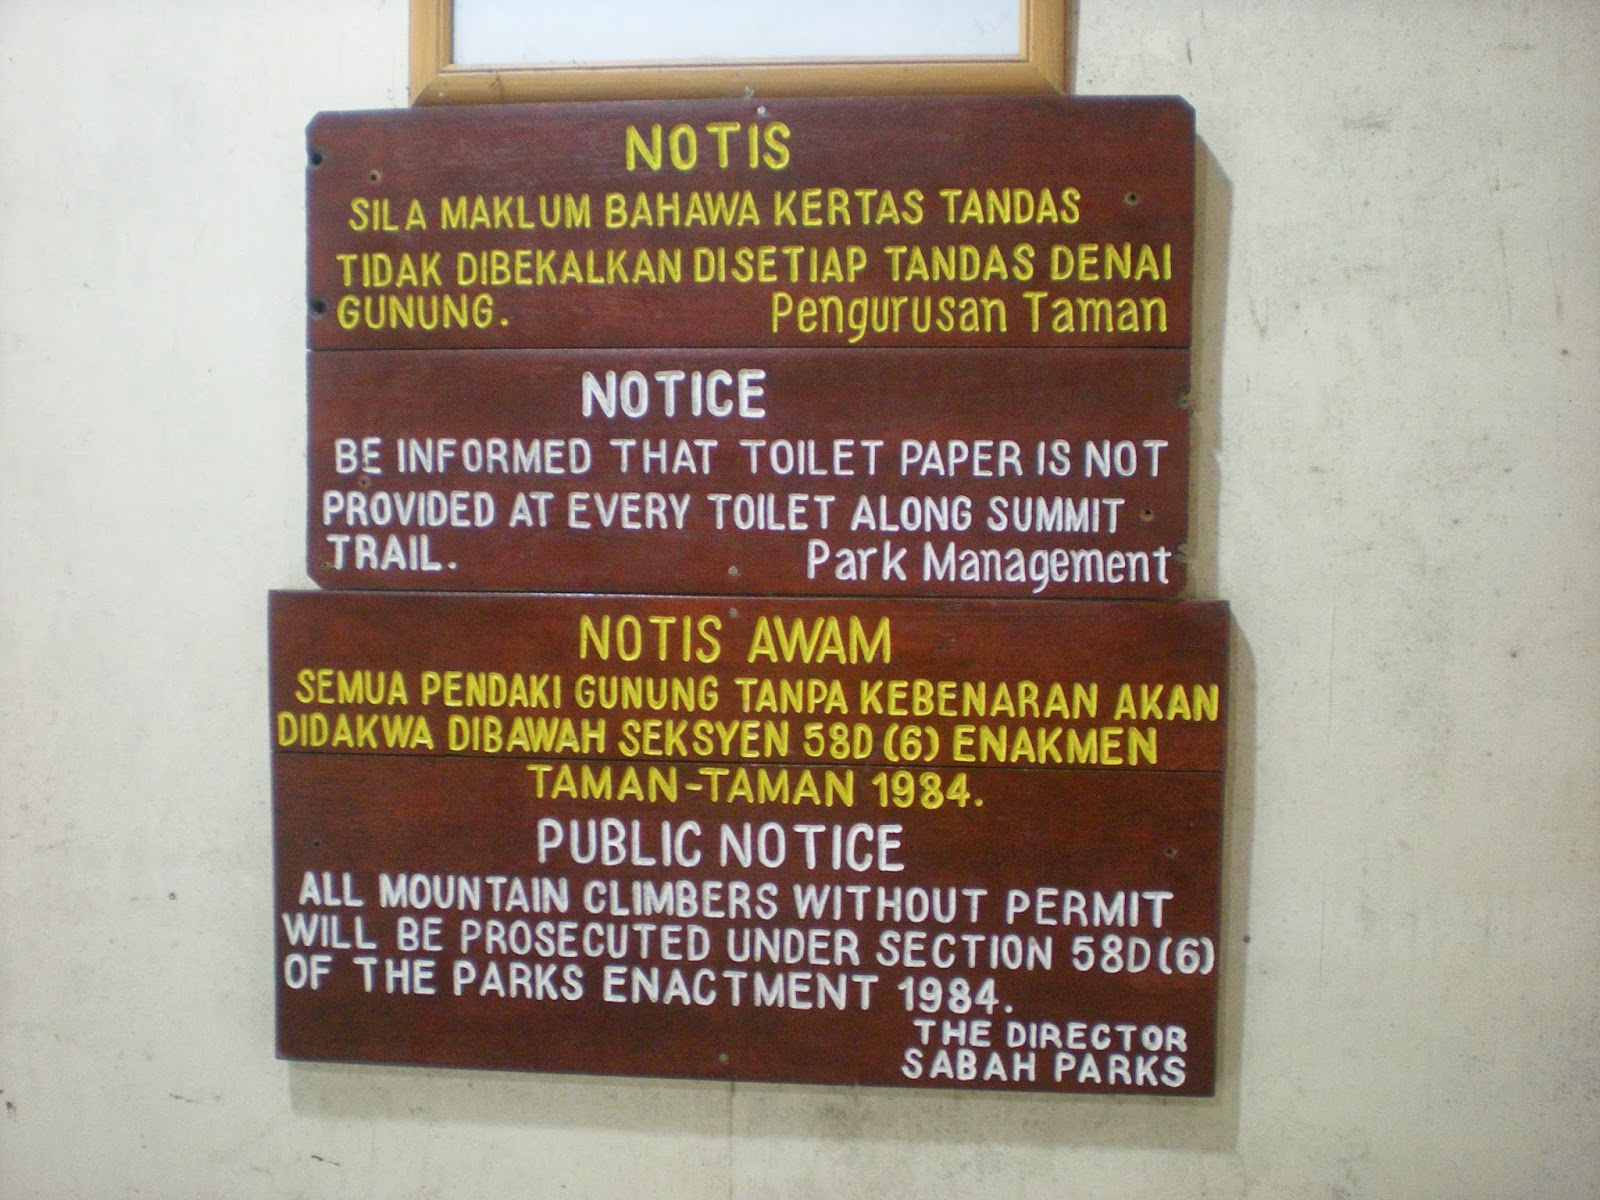 NOTIS
SILA MAKLUM BAHAWA KERTAS TANDAS
TIDAK DIBEKALKAN DISETIAP TANDAS DENAI
GUNUNG. Pengurusan Taman
NOTICE
BE INFORMED THAT TOILET PAPER IS NOT
PROVIDED AT EVERY TOILET ALONG SUMMIT
TRAIL. Park Management
NOTIS AWAM
SEMUA PENDAKI GUNUNG TANPA KEBENARAN AKAN
DIDAKWA DIBAWAH SEKSYEN 58D (6) ENAKMEN
TAMAN-TAMAN 1984.
PUBLIC NOTICE
ALL MOUNTAIN CLIMBERS WITHOUT PERMIT
WILL BE PROSECUTED UNDER SECTION 58D(6)
OF THE PARKS ENACTMENT 1984.
THE DIRECTOR
SABAH PARKS